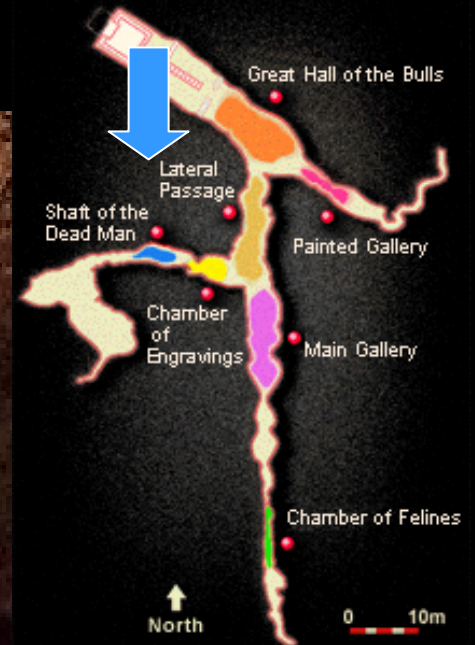 Great Hall of the Bulls
Lateral
Passage
Shaft of the
Dead Man
Painted Gallery
Chamber
of
Engravings
Main Gallery
Chamber of Felines
North
0 10m